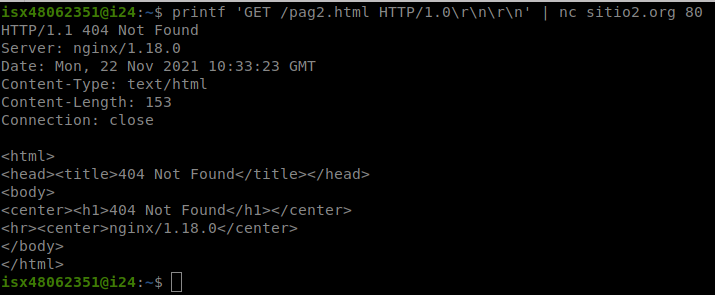 isx48062351@i24:~$ printf 'GET /pag2.html HTTP/1.0\r\n\r\n' | nc sitio2.org 80
HTTP/1.1 404 Not Found
Server: nginx/1.18.0
Date: Mon, 22 Nov 2021 10:33:23 GMT
Content-Type: text/html
Content-Length: 153
Connection: close

<html>
<head><title>404 Not Found</title></head>
<body>
<center><h1>404 Not Found</h1></center>
<hr><center>nginx/1.18.0</center>
</body>
</html>
isx48062351@i24:~$